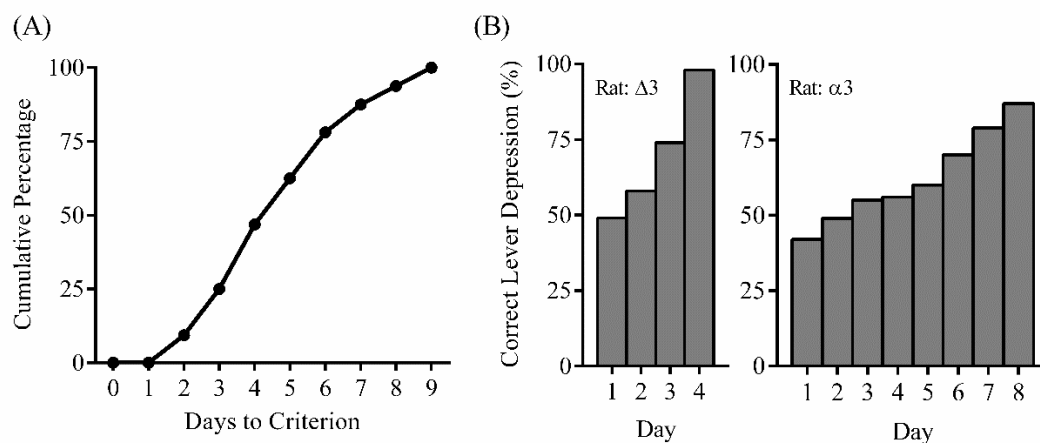 (A)
100
75
50
25
0
Cumulative Percentage
0 1 2 3 4 5 6 7 8 9
Days to Criterion
(B)
Correct Lever Depression (%)
100
75
50
25
0
Rat: Δ3
1 2 3 4
Day
100
75
50
25
0
Rat: α3
1 2 3 4 5 6 7 8
Day